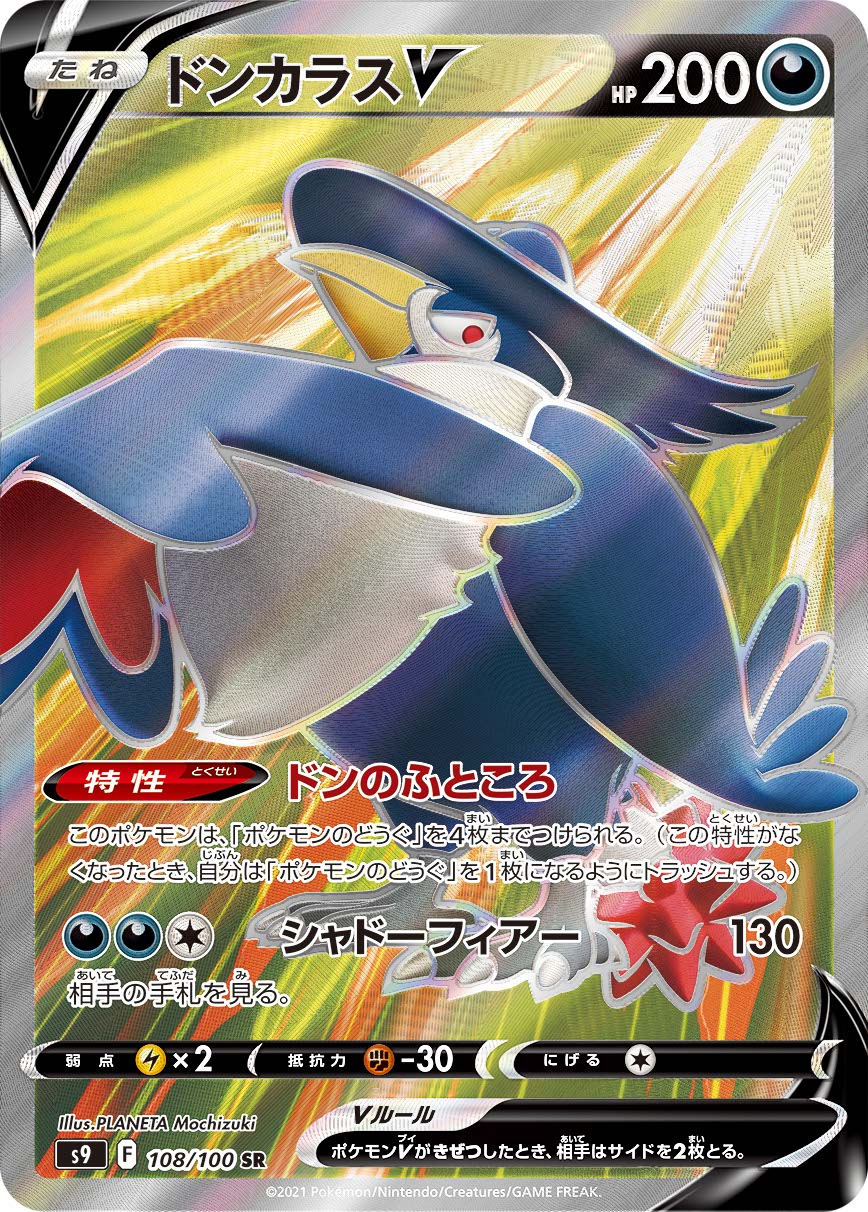 たね ドンカラスV HP 200
特性 とくせい ドンのふところ
このポケモンは、「ポケモンのどうぐ」を4枚までつけられる。(この特性がな
くなったとき、自分は「ポケモンのどうぐ」を1枚になるようにトラッシュする。)
シャドーフィアー 130
相手の手札を見る。
弱点 ×2 抵抗力 -30 にげる
Illus.PLANETA Mochizuki
Vルール
ポケモンVがきぜつしたとき、相手はサイドを2枚とる。
s9 F 108/100 SR
©2021 Pokémon/Nintendo/Creatures/GAME FREAK.